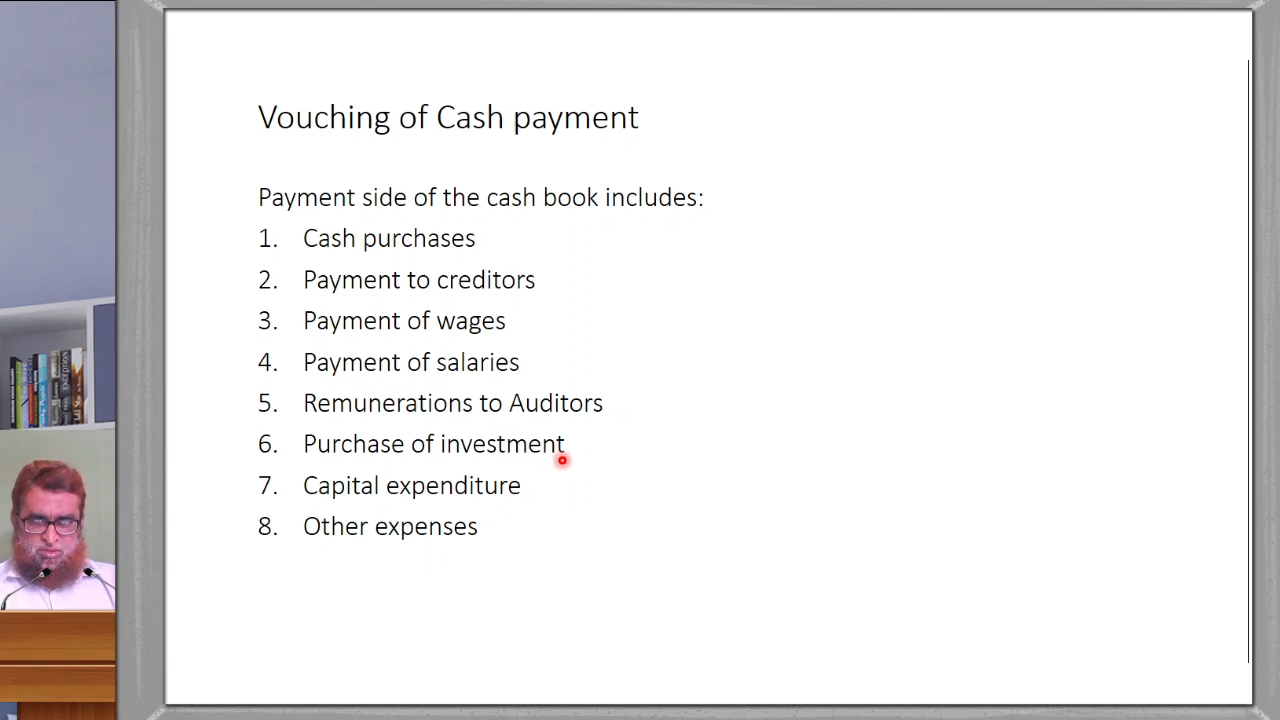 Vouching of Cash payment
Payment side of the cash book includes:
1. Cash purchases
2. Payment to creditors
3. Payment of wages
4. Payment of salaries
5. Remunerations to Auditors
6. Purchase of investment
7. Capital expenditure
8. Other expenses